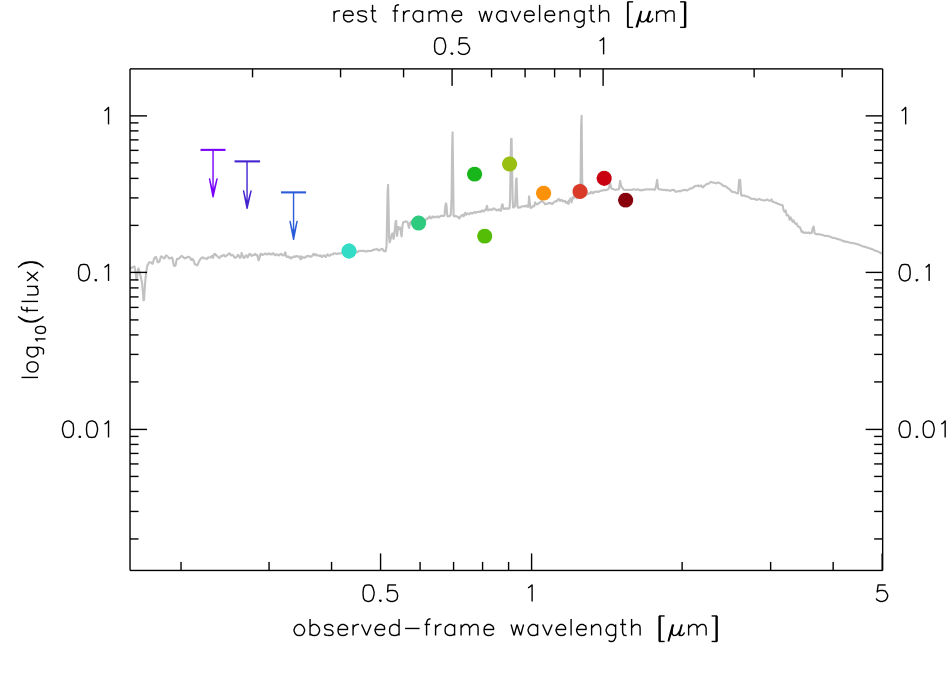 rest frame wavelength [μm]
0.5 1
1 1
0.1 0.1
0.01 0.01
log10(flux)
0.5 1 5
observed-frame wavelength [μm]